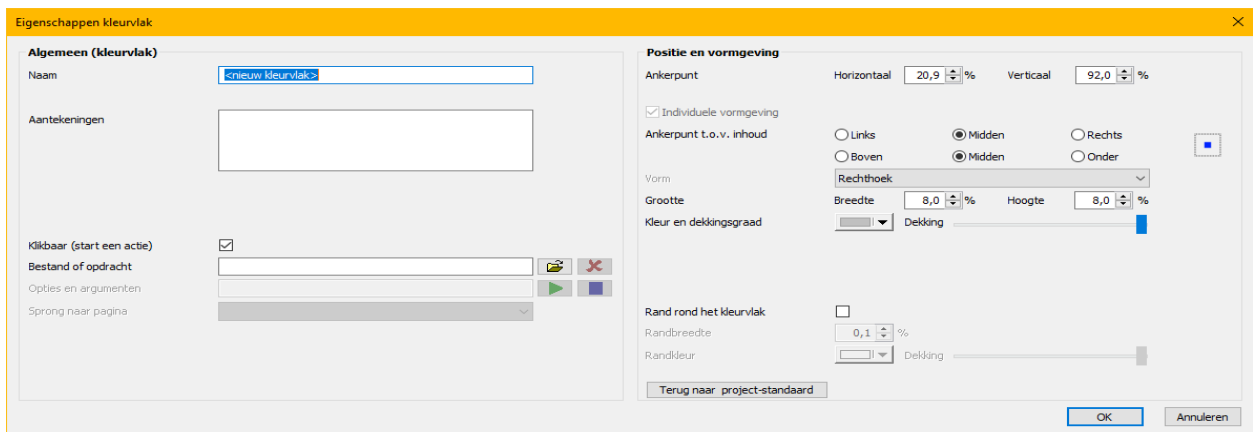 Eigenschappen kleurvlak
Algemeen (kleurvlak)
Naam <nieuw kleurvlak>
Aantekeningen
Klikbaar (start een actie)
Bestand of opdracht
Opties en argumenten
Sprong naar pagina
Positie en vormgeving
Ankerpunt Horizontaal 20,9 % Verticaal 92,0 %
Individuele vormgeving
Ankerpunt t.o.v. inhoud Links Midden Rechts
Boven Midden Onder
Vorm Rechthoek
Grootte Breedte 8,0 % Hoogte 8,0 %
Kleur en dekkingsgraad Dekking
Rand rond het kleurvlak
Randbreedte 0,1 %
Randkleur Dekking
Terug naar project-standaard
OK Annuleren